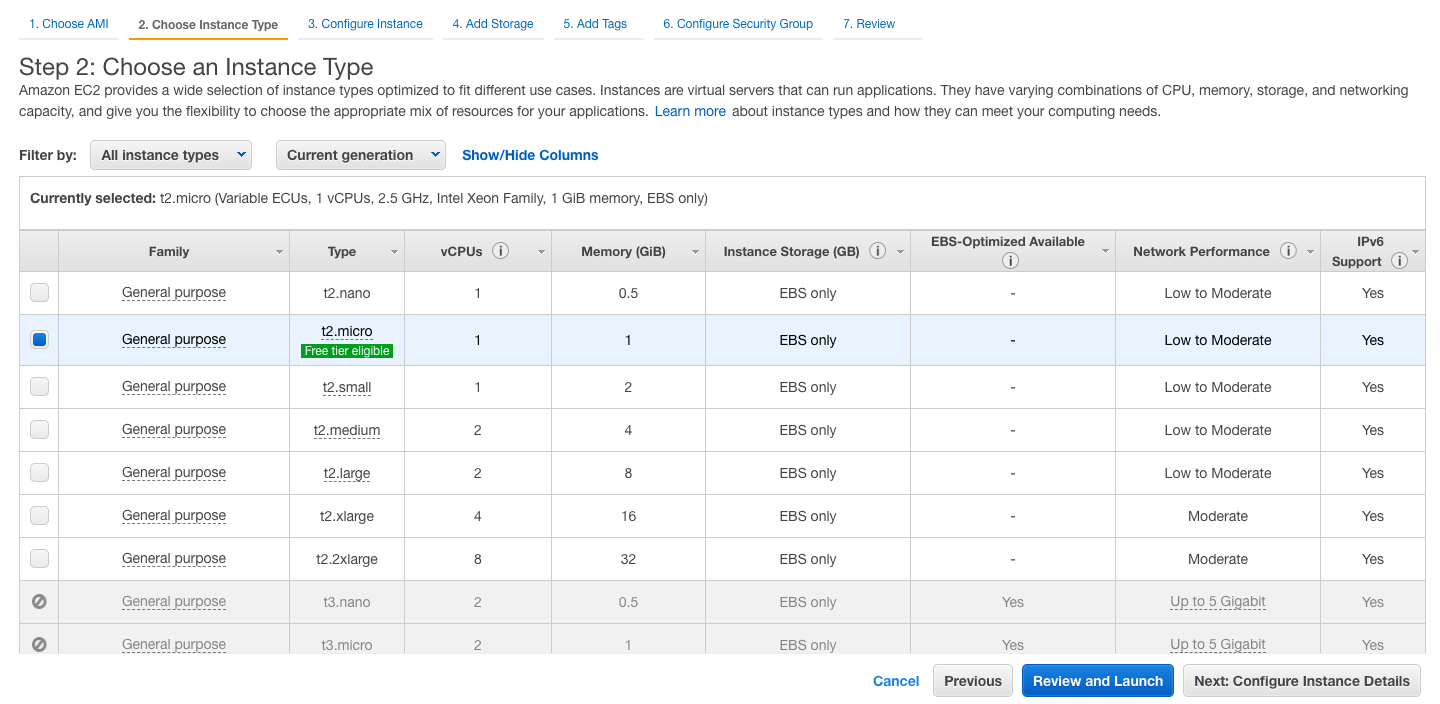 1. Choose AMI 2. Choose Instance Type 3. Configure Instance 4. Add Storage 5. Add Tags 6. Configure Security Group 7. Review
Step 2: Choose an Instance Type
Amazon EC2 provides a wide selection of instance types optimized to fit different use cases. Instances are virtual servers that can run applications. They have varying combinations of CPU, memory, storage, and networking
capacity, and give you the flexibility to choose the appropriate mix of resources for your applications. Learn more about instance types and how they can meet your computing needs.
Filter by: All instance types Current generation Show/Hide Columns
Currently selected: t2.micro (Variable ECUs, 1 vCPUs, 2.5 GHz, Intel Xeon Family, 1 GiB memory, EBS only)
Family Type vCPUs i Memory (GiB) Instance Storage (GB) i EBS-Optimized Available i Network Performance i IPv6 Support i
General purpose t2.nano 1 0.5 EBS only - Low to Moderate Yes
General purpose t2.micro Free tier eligible 1 1 EBS only - Low to Moderate Yes
General purpose t2.small 1 2 EBS only - Low to Moderate Yes
General purpose t2.medium 2 4 EBS only - Low to Moderate Yes
General purpose t2.large 2 8 EBS only - Low to Moderate Yes
General purpose t2.xlarge 4 16 EBS only - Moderate Yes
General purpose t2.2xlarge 8 32 EBS only - Moderate Yes
General purpose t3.nano 2 0.5 EBS only Yes Up to 5 Gigabit Yes
General purpose t3.micro 2 1 EBS only Yes Up to 5 Gigabit Yes
Cancel Previous Review and Launch Next: Configure Instance Details